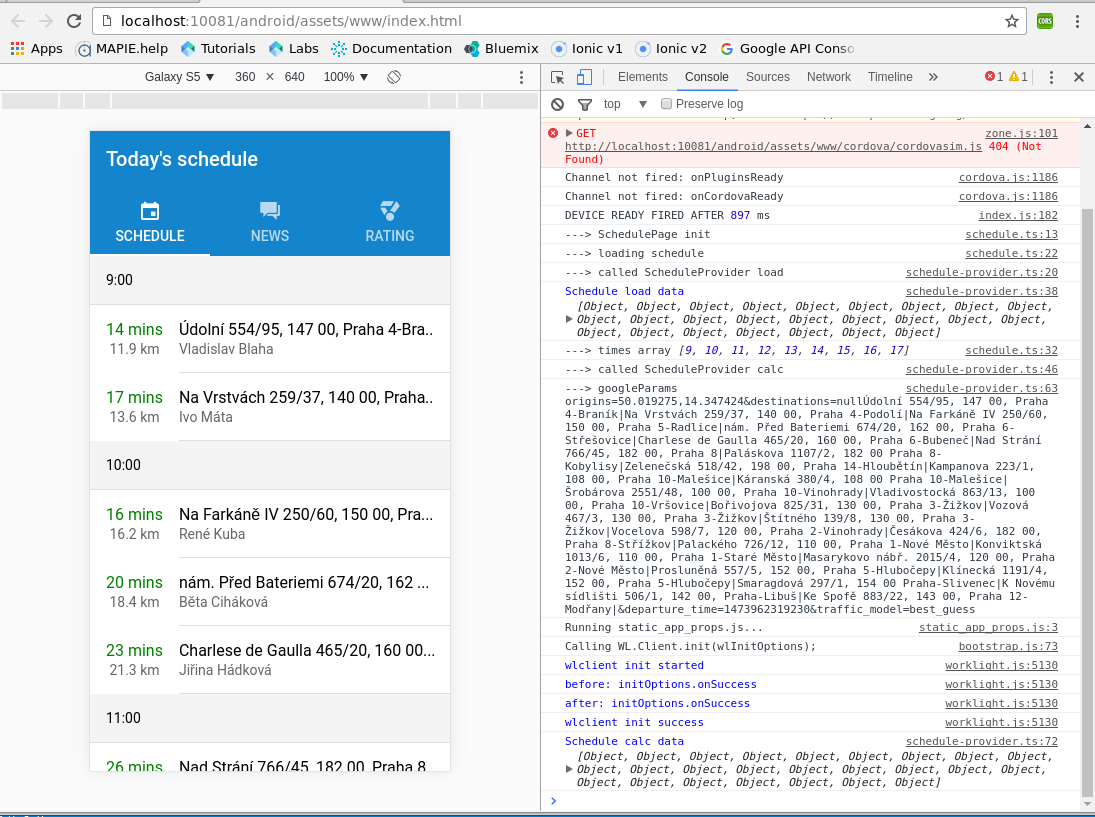 localhost:10081/android/assets/www/index.html
CORS
Apps MAPIE.help Tutorials Labs Documentation Bluemix Ionic v1 Ionic v2 Google API Conso
Galaxy S5 ▼ 360 × 640 100% ▼
Elements Console Sources Network Timeline » 1 1
top ▼ Preserve log
Today's schedule
SCHEDULE NEWS RATING
9:00
14 mins Údolní 554/95, 147 00, Praha 4-Bra..
11.9 km Vladislav Blaha
17 mins Na Vrstvách 259/37, 140 00, Praha..
13.6 km Ivo Máta
10:00
16 mins Na Farkáně IV 250/60, 150 00, Pra...
16.2 km René Kuba
20 mins nám. Před Bateriemi 674/20, 162 ...
18.4 km Běta Ciháková
23 mins Charlese de Gaulla 465/20, 160 00...
21.3 km Jiřina Hádková
11:00
26 mins Nad Strání 766/45, 182 00, Praha 8
GET zone.js:101
http://localhost:10081/android/assets/www/cordova/cordovasim.js 404 (Not
Found)
Channel not fired: onPluginsReady cordova.js:1186
Channel not fired: onCordovaReady cordova.js:1186
DEVICE READY FIRED AFTER 897 ms index.js:182
---> SchedulePage init schedule.ts:13
---> loading schedule schedule.ts:22
---> called ScheduleProvider load schedule-provider.ts:20
Schedule load data schedule-provider.ts:38
[Object, Object, Object, Object, Object, Object, Object, Object, Object,
Object, Object, Object, Object, Object, Object, Object, Object, Object,
Object, Object, Object, Object, Object, Object, Object]
---> times array [9, 10, 11, 12, 13, 14, 15, 16, 17] schedule.ts:32
---> called ScheduleProvider calc schedule-provider.ts:46
---> googleParams schedule-provider.ts:63
origins=50.019275,14.347424&destinations=nullÚdolní 554/95, 147 00, Praha
4-Braník|Na Vrstvách 259/37, 140 00, Praha 4-Podolí|Na Farkáně IV 250/60,
150 00, Praha 5-Radlice|nám. Před Bateriemi 674/20, 162 00, Praha 6-
Střešovice|Charlese de Gaulla 465/20, 160 00, Praha 6-Bubeneč|Nad Strání
766/45, 182 00, Praha 8|Paláskova 1107/2, 182 00 Praha 8-
Kobylisy|Zelenečská 518/42, 198 00, Praha 14-Hloubětín|Kampanova 223/1,
108 00, Praha 10-Malešice|Káranská 380/4, 108 00 Praha 10-Malešice|
Šrobárova 2551/48, 100 00, Praha 10-Vinohrady|Vladivostocká 863/13, 100
00, Praha 10-Vršovice|Bořivojova 825/31, 130 00, Praha 3-Žižkov|Vozová
467/3, 130 00, Praha 3-Žižkov|Štítného 139/8, 130 00, Praha 3-
Žižkov|Vocelova 598/7, 120 00, Praha 2-Vinohrady|Česákova 424/6, 182 00,
Praha 8-Střížkov|Palackého 726/12, 110 00, Praha 1-Nové Město|Konviktská
1013/6, 110 00, Praha 1-Staré Město|Masarykovo nábř. 2015/4, 120 00, Praha
2-Nové Město|Prosluněná 557/5, 152 00, Praha 5-Hlubočepy|Klínecká 1191/4,
152 00, Praha 5-Hlubočepy|Smaragdová 297/1, 154 00 Praha-Slivenec|K Novému
sídlišti 506/1, 142 00, Praha-Libuš|Ke Spofě 883/22, 143 00, Praha 12-
Modřany|&departure_time=1473962319230&traffic_model=best_guess
Running static_app_props.js... static_app_props.js:3
Calling WL.Client.init(wlInitOptions); bootstrap.js:73
wlclient init started worklight.js:5130
before: initOptions.onSuccess worklight.js:5130
after: initOptions.onSuccess worklight.js:5130
wlclient init success worklight.js:5130
Schedule calc data schedule-provider.ts:72
[Object, Object, Object, Object, Object, Object, Object, Object, Object,
Object, Object, Object, Object, Object, Object, Object, Object, Object,
Object, Object, Object, Object, Object, Object, Object]